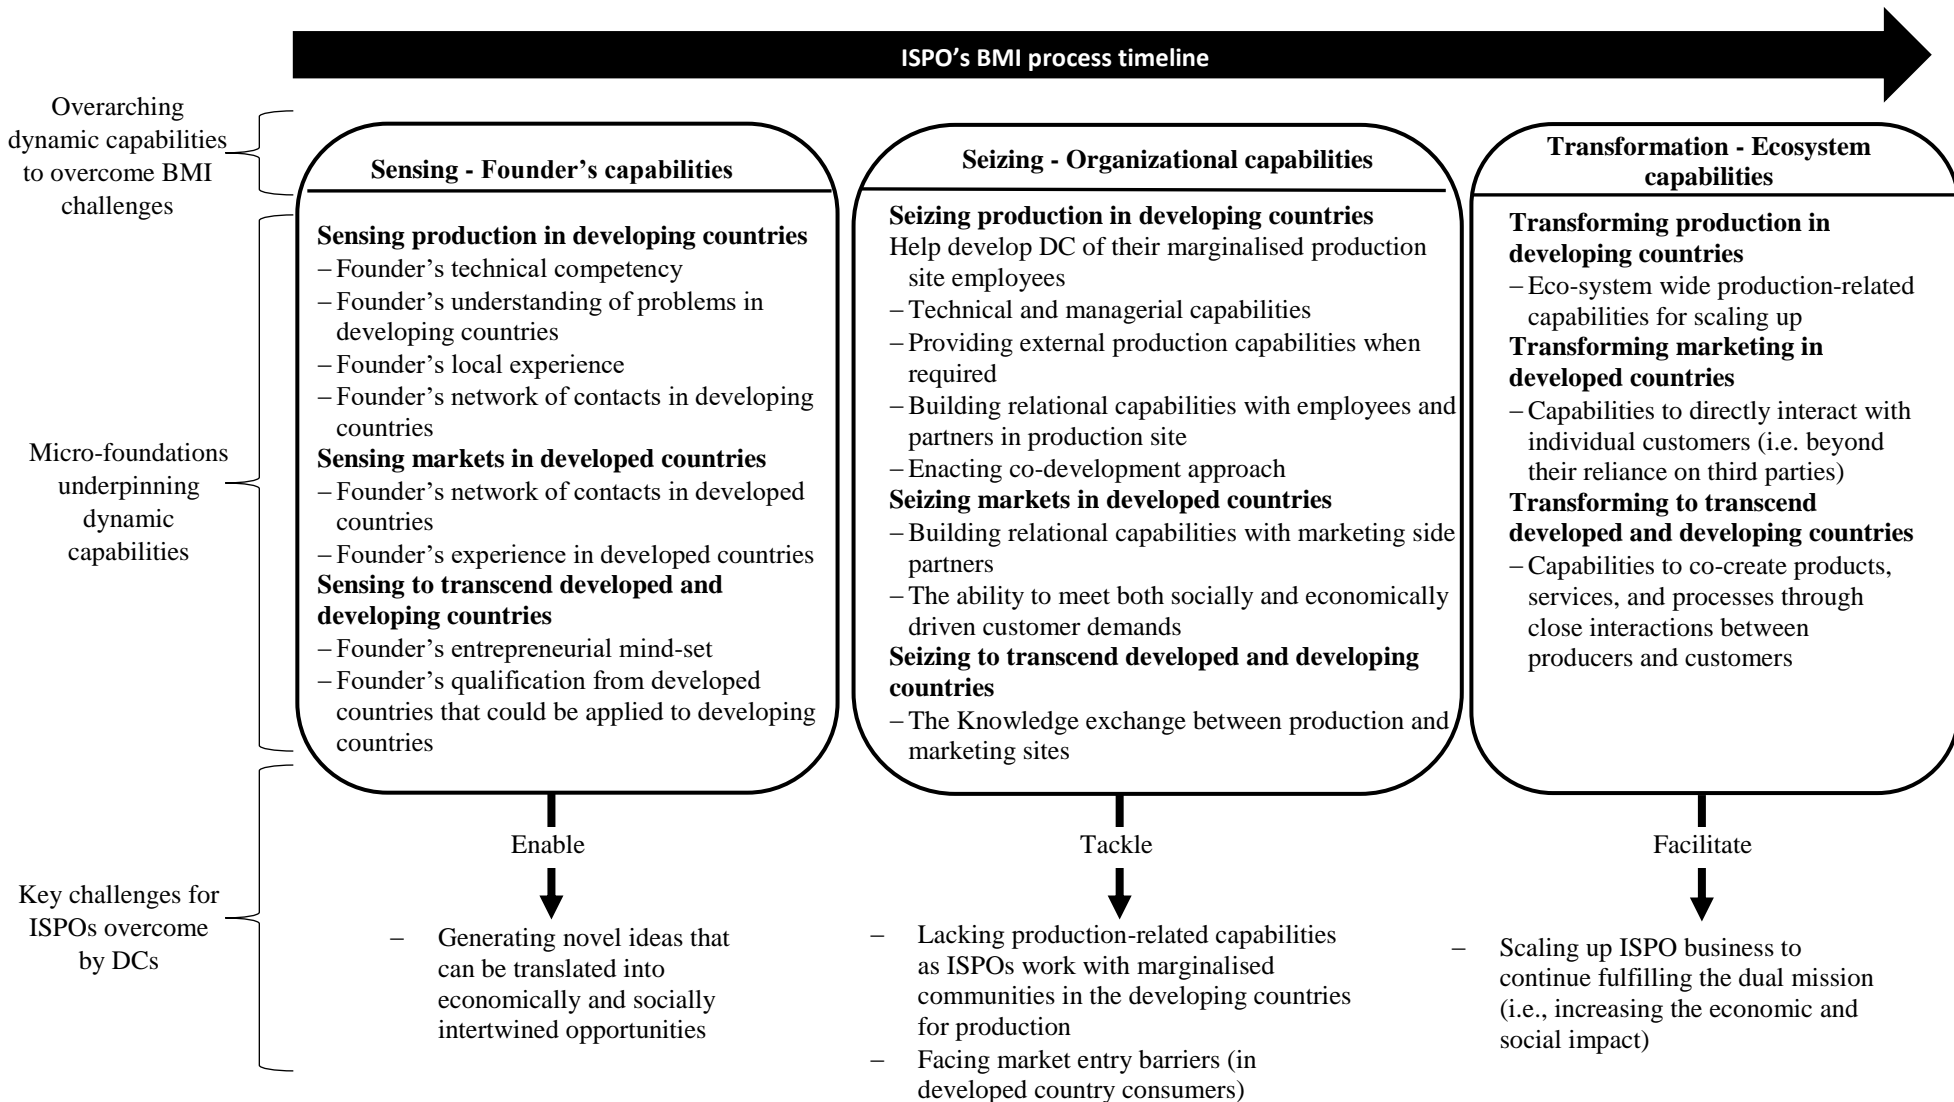 ISPO's BMI process timeline
Overarching
dynamic capabilities
to overcome BMI
challenges
Micro-foundations
underpinning
dynamic
capabilities
Key challenges for
ISPOs overcome
by DCs
Sensing - Founder's capabilities
Sensing production in developing countries
– Founder's technical competency
– Founder's understanding of problems in
developing countries
– Founder's local experience
– Founder's network of contacts in developing
countries
Sensing markets in developed countries
– Founder's network of contacts in developed
countries
– Founder's experience in developed countries
Sensing to transcend developed and
developing countries
– Founder's entrepreneurial mind-set
– Founder's qualification from developed
countries that could be applied to developing
countries
Enable
– Generating novel ideas that
can be translated into
economically and socially
intertwined opportunities
Seizing - Organizational capabilities
Seizing production in developing countries
Help develop DC of their marginalised production
site employees
– Technical and managerial capabilities
– Providing external production capabilities when
required
– Building relational capabilities with employees and
partners in production site
– Enacting co-development approach
Seizing markets in developed countries
– Building relational capabilities with marketing side
partners
– The ability to meet both socially and economically
driven customer demands
Seizing to transcend developed and developing
countries
– The Knowledge exchange between production and
marketing sites
Tackle
– Lacking production-related capabilities
as ISPOs work with marginalised
communities in the developing countries
for production
– Facing market entry barriers (in
developed country consumers)
Transformation - Ecosystem
capabilities
Transforming production in
developing countries
– Eco-system wide production-related
capabilities for scaling up
Transforming marketing in
developed countries
– Capabilities to directly interact with
individual customers (i.e. beyond
their reliance on third parties)
Transforming to transcend
developed and developing countries
– Capabilities to co-create products,
services, and processes through
close interactions between
producers and customers
Facilitate
– Scaling up ISPO business to
continue fulfilling the dual mission
(i.e., increasing the economic and
social impact)